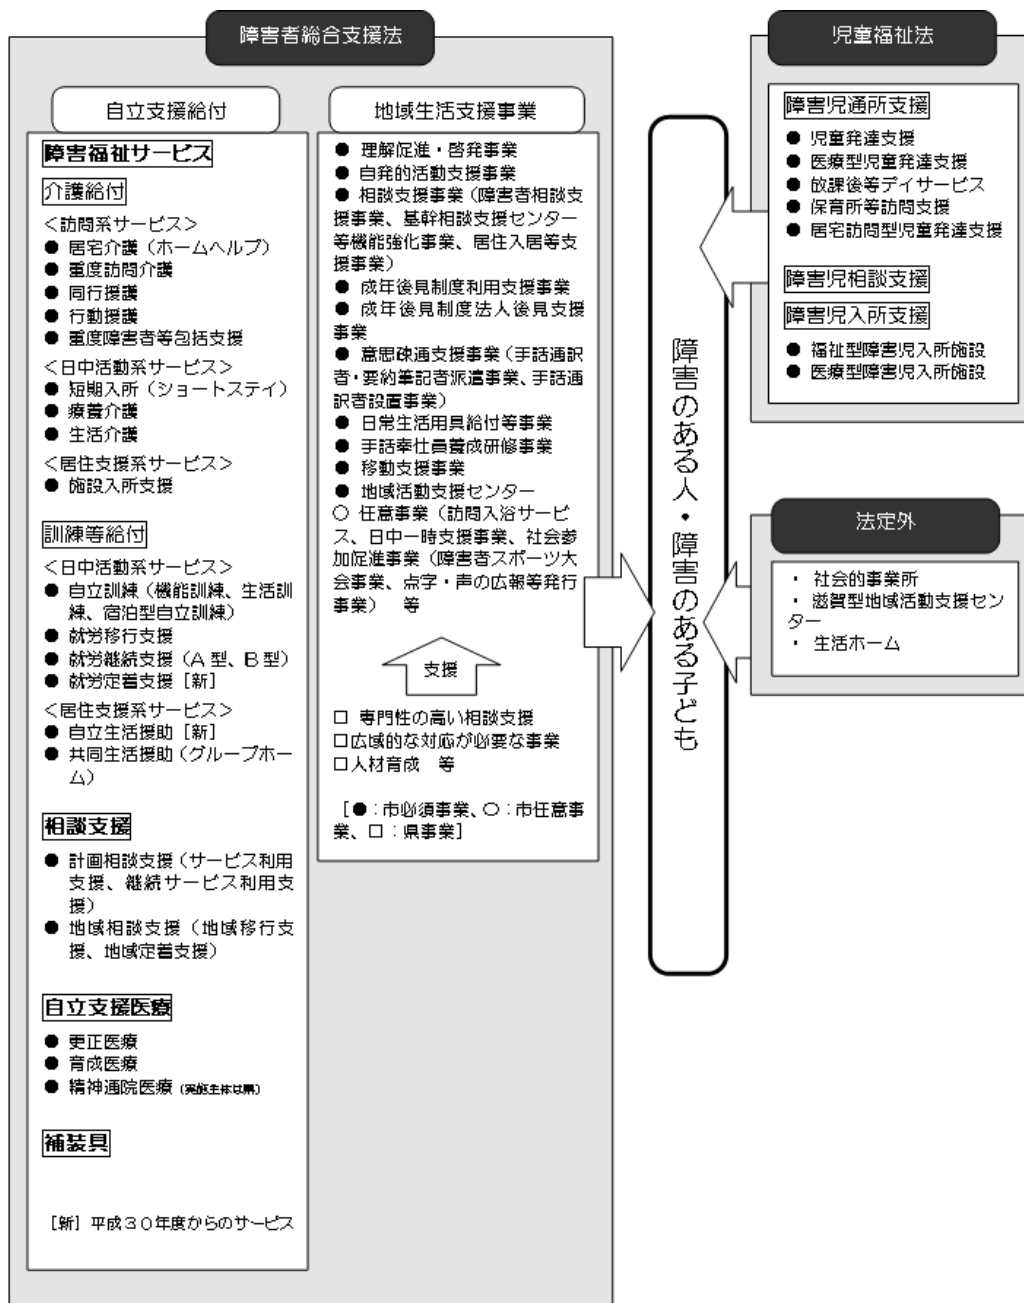 障害者総合支援法
自立支援給付
障害福祉サービス
介護給付
＜訪問系サービス＞
● 居宅介護（ホームヘルプ）
● 重度訪問介護
● 同行援護
● 行動援護
● 重度障害者等包括支援
＜日中活動系サービス＞
● 短期入所（ショートステイ）
● 療養介護
● 生活介護
＜居住支援系サービス＞
● 施設入所支援
訓練等給付
＜日中活動系サービス＞
● 自立訓練（機能訓練、生活訓
練、宿泊型自立訓練）
● 就労移行支援
● 就労継続支援（A型、B型）
● 就労定着支援［新］
＜居住支援系サービス＞
● 自立生活援助［新］
● 共同生活援助（グループホー
ム）
相談支援
● 計画相談支援（サービス利用
支援、継続サービス利用支
援）
● 地域相談支援（地域移行支
援、地域定着支援）
自立支援医療
● 更正医療
● 育成医療
● 精神通院医療（実施主体は県）
補装具
［新］平成３０年度からのサービス
地域生活支援事業
● 理解促進・啓発事業
● 自発的活動支援事業
● 相談支援事業（障害者相談支
援事業、基幹相談支援センター
等機能強化事業、居住入居等支
援事業）
● 成年後見制度利用支援事業
● 成年後見制度法人後見支援
事業
● 意思疎通支援事業（手話通訳
者・要約筆記者派遣事業、手話通
訳者設置事業）
● 日常生活用具給付等事業
● 手話奉仕員養成研修事業
● 移動支援事業
● 地域活動支援センター
○ 任意事業（訪問入浴サービ
ス、日中一時支援事業、社会参
加促進事業（障害者スポーツ大
会事業、点字・声の広報等発行
事業） 等
支援
□ 専門性の高い相談支援
□広域的な対応が必要な事業
□人材育成 等
［●：市必須事業、○：市任意事
業、□：県事業］
障害のある人・障害のある子ども
児童福祉法
障害児通所支援
● 児童発達支援
● 医療型児童発達支援
● 放課後等デイサービス
● 保育所等訪問支援
● 居宅訪問型児童発達支援
障害児相談支援
障害児入所支援
● 福祉型障害児入所施設
● 医療型障害児入所施設
法定外
・ 社会的事業所
・ 滋賀型地域活動支援セン
ター
・ 生活ホーム